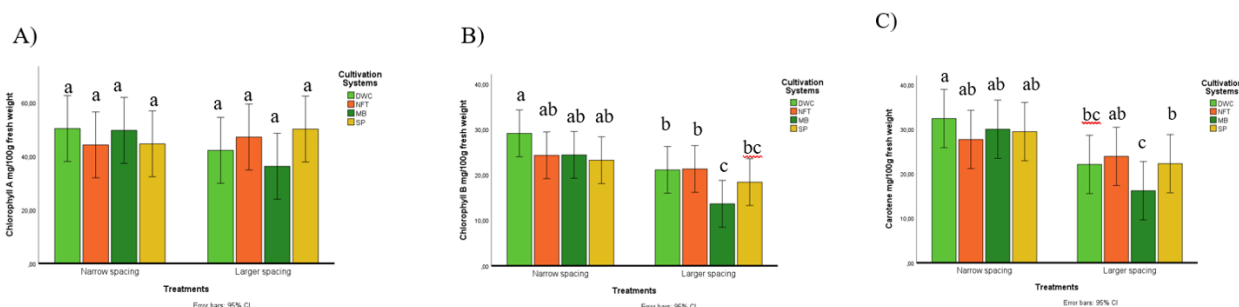 A)
a a a a a a a a
Cultivation
Systems
DWC
NFT
MB
SP
Chlorophyll A mg/100g fresh weight
60,00
40,00
20,00
,00
Narrow spacing Larger spacing
Treatments
Error bars: 95% CI
B)
a ab ab ab b b c bc
Cultivation
Systems
DWC
NFT
MB
SP
Chlorophyll B mg/100g fresh weight
40,00
30,00
20,00
10,00
,00
Narrow spacing Larger spacing
Treatments
Error bars: 95% CI
C)
a ab ab ab bc ab c b
Cultivation
Systems
DWC
NFT
MB
SP
Carotene mg/100g fresh weight
40,00
30,00
20,00
10,00
,00
Narrow spacing Larger spacing
Treatments
Error bars: 95% CI